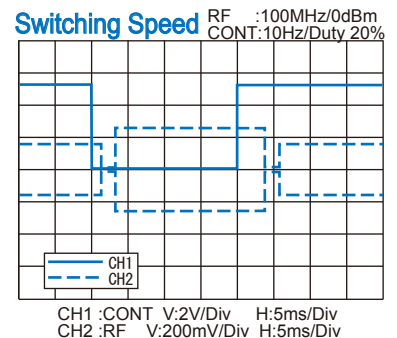 Switching Speed RF :100MHz/0dBm
CONT:10Hz/Duty 20%
CH1
CH2
CH1 :CONT V:2V/Div H:5ms/Div
CH2 :RF V:200mV/Div H:5ms/Div